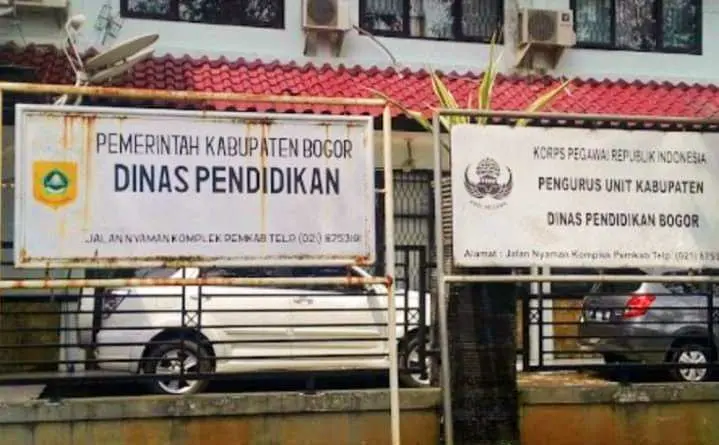 PEMERINTAH KABUPATEN BOGOR
DINAS PENDIDIKAN
JALAN NYAMAN KOMPLEK PEMKAB TELP. (021) 8753191
KORPS PEGAWAI REPUBLIK INDONESIA
PENGURUS UNIT KABUPATEN
DINAS PENDIDIKAN BOGOR
Alamat : Jalan Nyaman Kompleks Pemkab Telp. (021)